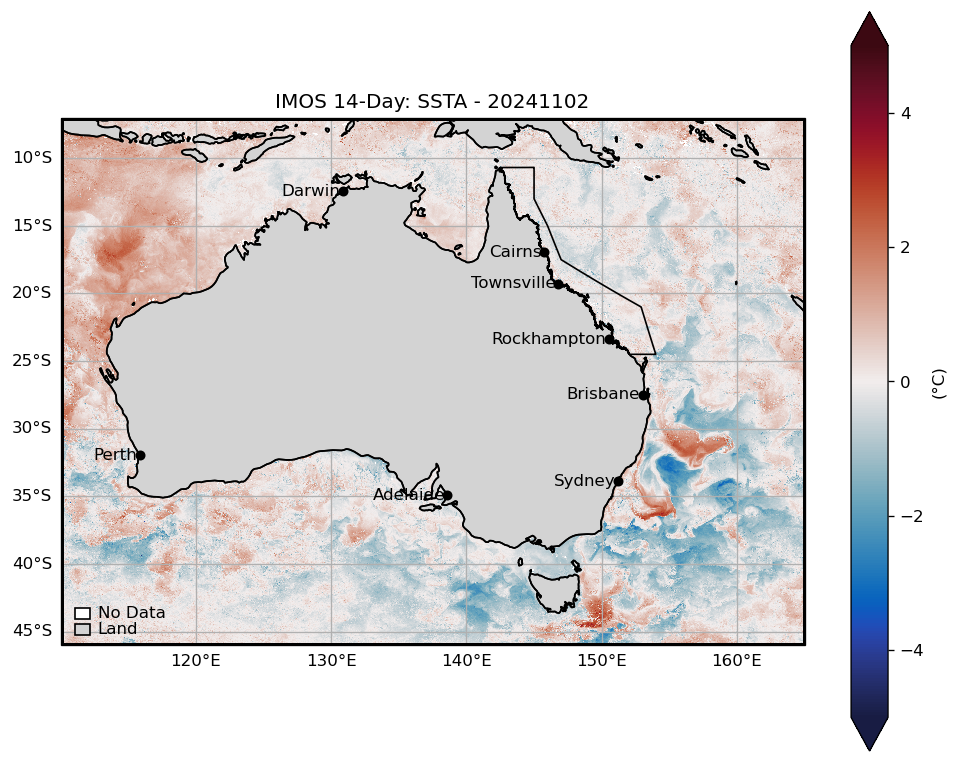 IMOS 14-Day: SSTA - 20241102
10°S
15°S
20°S
25°S
30°S
35°S
40°S
45°S
Darwin
Cairns
Townsville
Rockhampton
Brisbane
Perth
Sydney
Adelaide
No Data
Land
120°E 130°E 140°E 150°E 160°E
4
2
0
−2
−4
(°C)